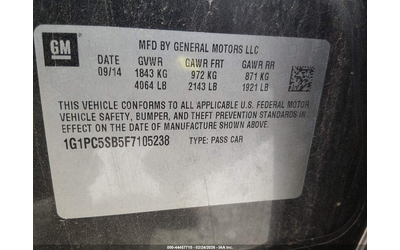 GM
MFD BY GENERAL MOTORS LLC
DATE GVWR GAWR FRT GAWR RR
09/14 1843 KG 972 KG 871 KG
4064 LB 2143 LB 1921 LB
THIS VEHICLE CONFORMS TO ALL APPLICABLE U.S. FEDERAL MOTOR
VEHICLE SAFETY, BUMPER, AND THEFT PREVENTION STANDARDS
IN EFFECT ON THE DATE OF MANUFACTURE SHOWN ABOVE.
1G1PC5SB5F7105238 TYPE: PASS CAR